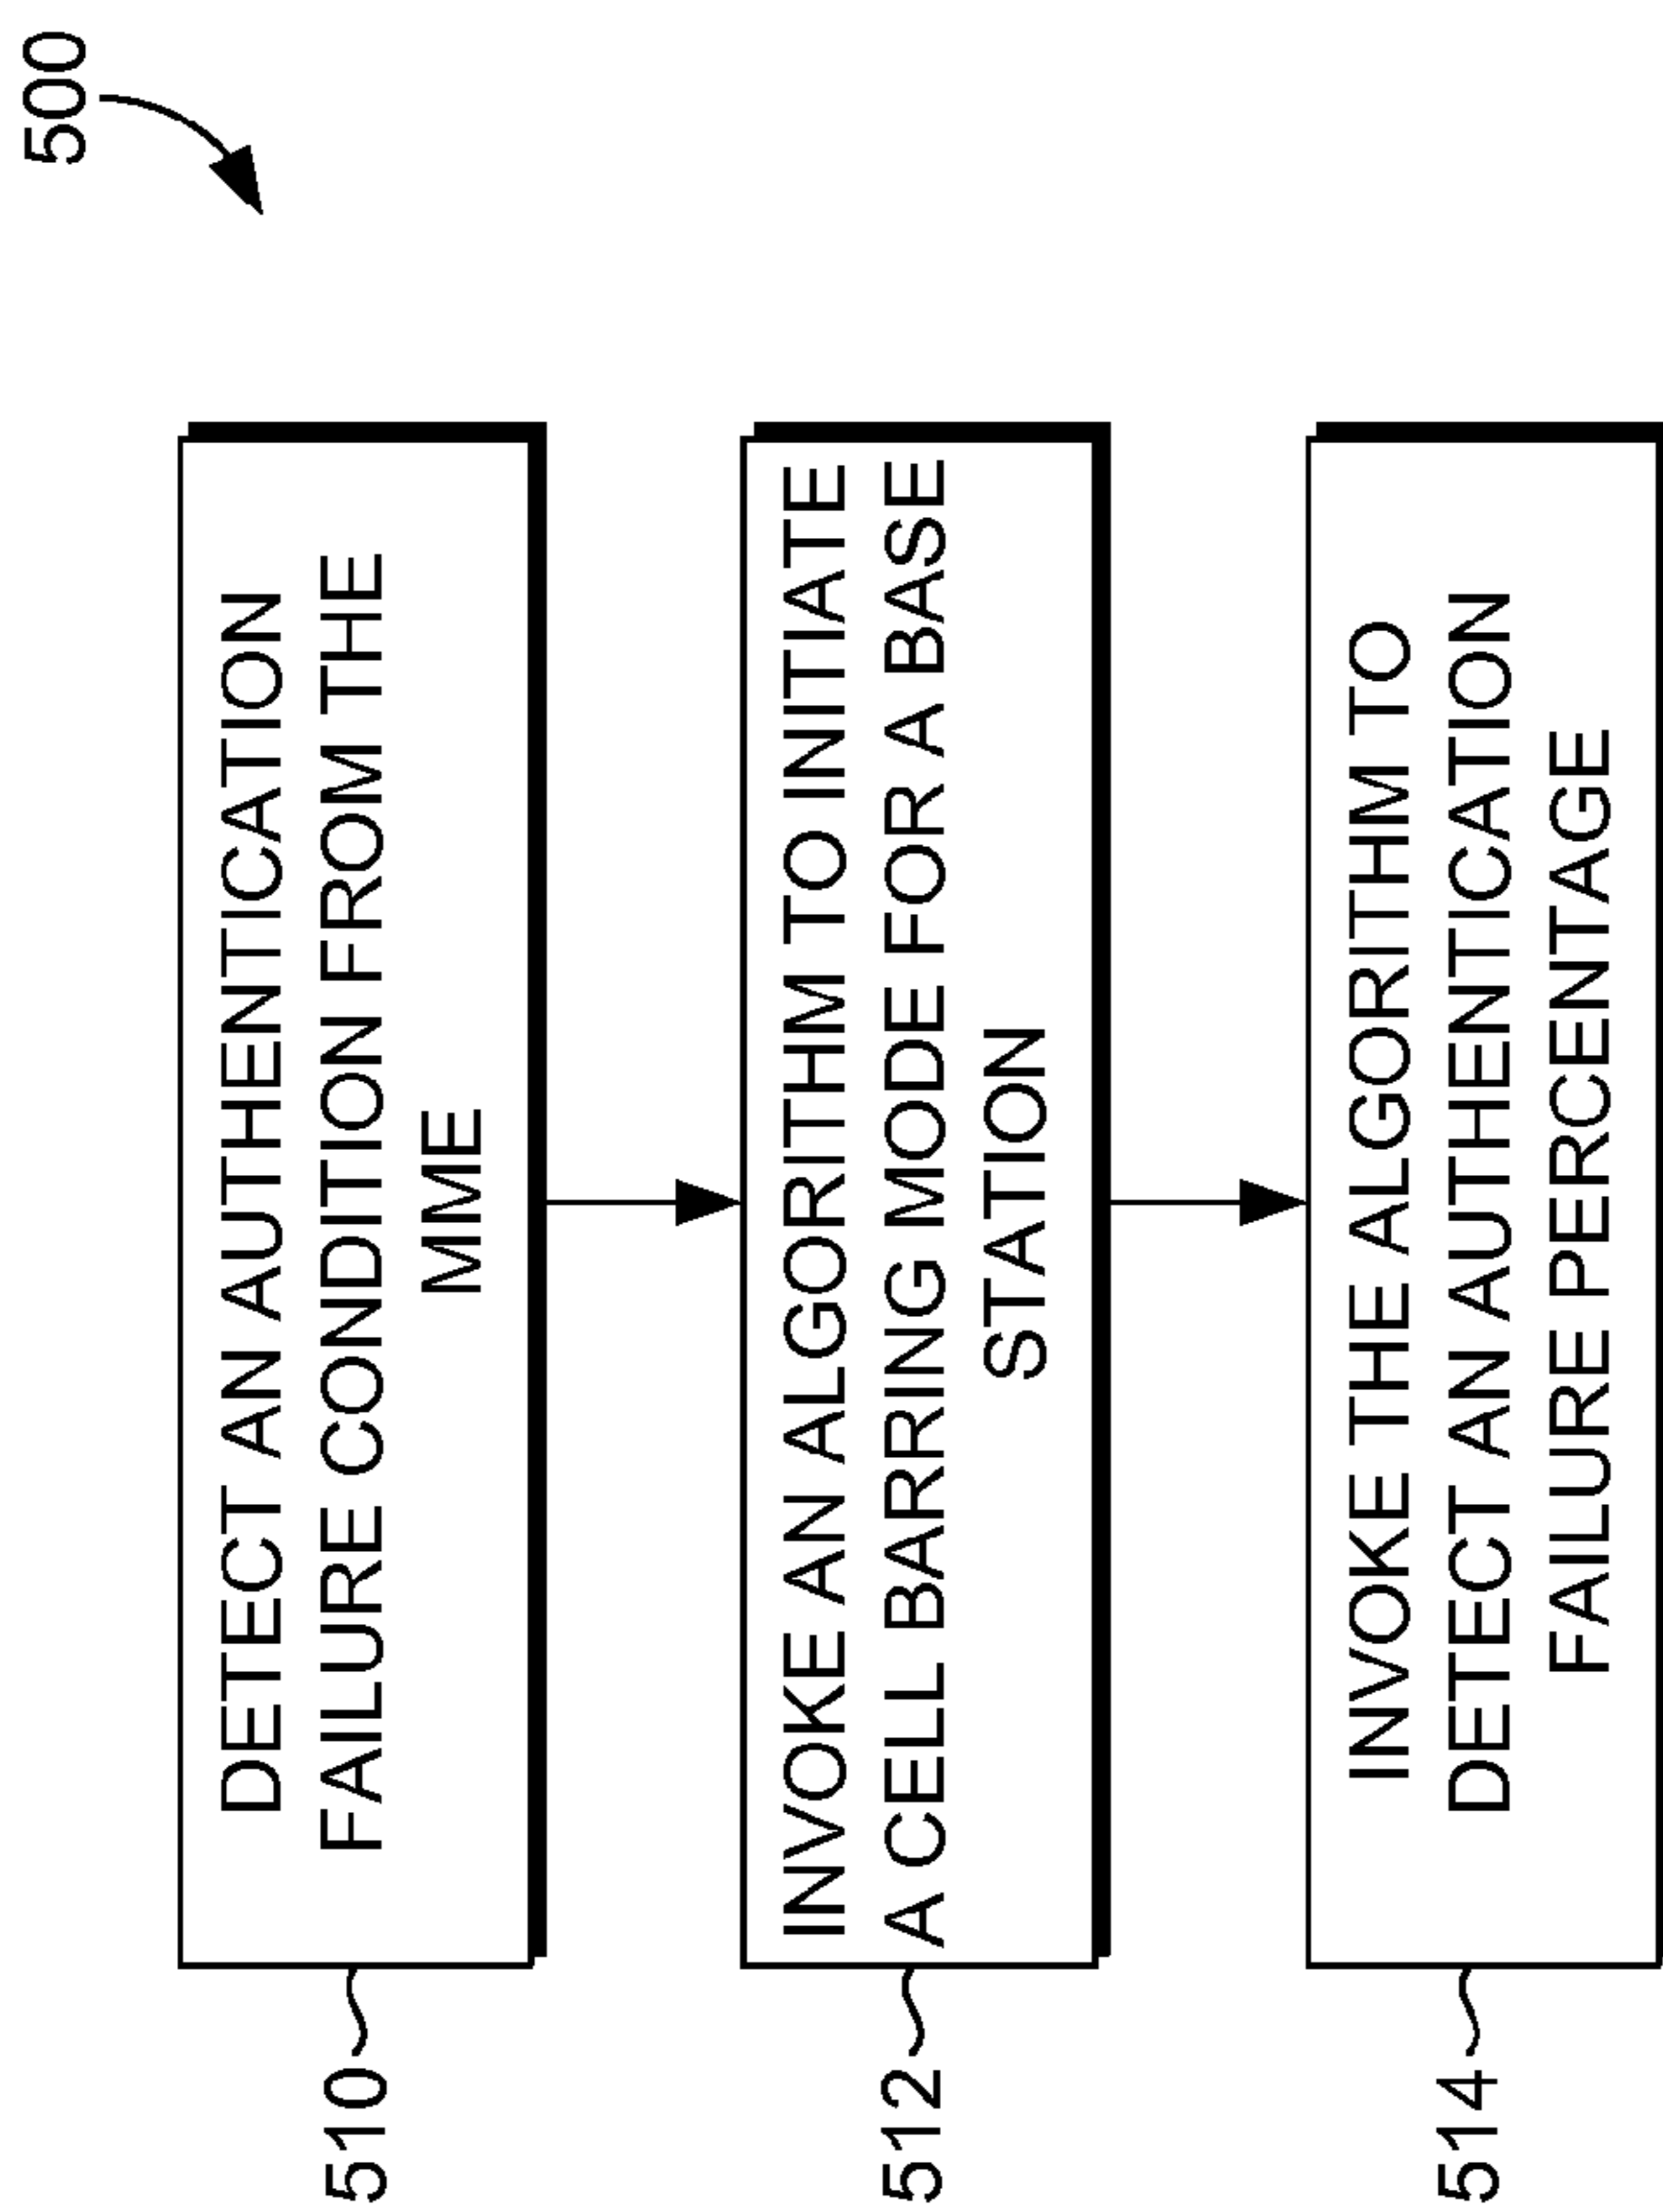 500
510
DETECT AN AUTHENTICATION
FAILURE CONDITION FROM THE
MME
512
INVOKE AN ALGORITHM TO INITIATE
A CELL BARRING MODE FOR A BASE
STATION
514
INVOKE THE ALGORITHM TO
DETECT AN AUTHENTICATION
FAILURE PERCENTAGE